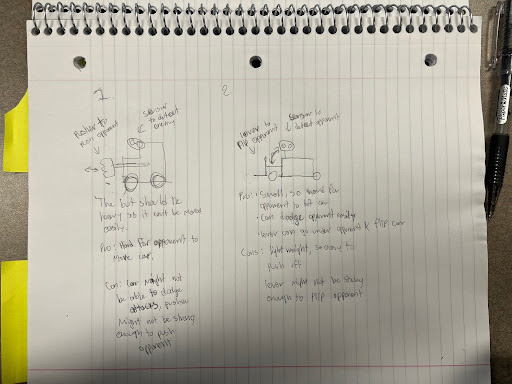 1
Pusher to
push opponent
sensor
to detect
enemy
The bot should be
heavy so it can't be moved
easily.
Pro: Hard for opponent to
move car.
Con: Car might not
be able to dodge
attacks, pusher
Might not be strong
enough to push
opponent
2
lever to
flip opponent
Sensor to
detect opponent
Pro: • Small, so hard for
opponent to hit car
• Can dodge opponent easily
• lever can go under opponent & flip car
Cons: light weight, so easy to
push off
lever might not be strong
enough to flip opponent